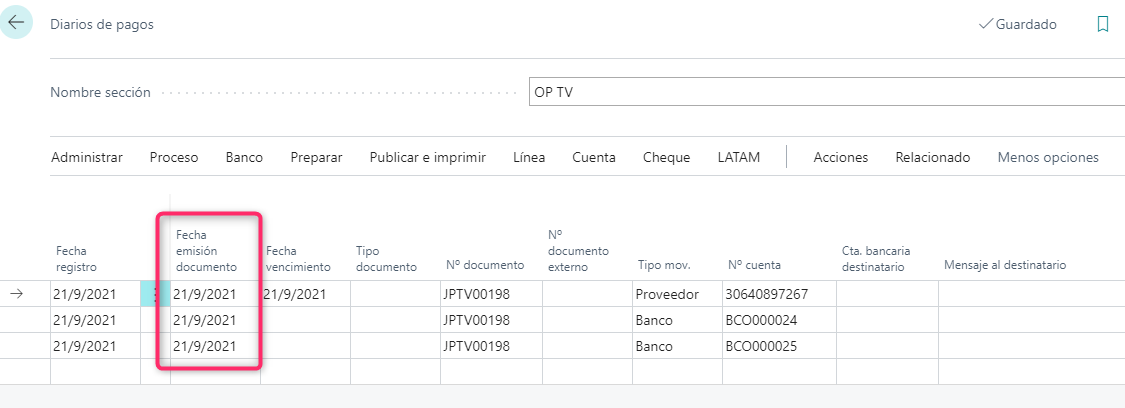 Diarios de pagos
Guardado
Nombre sección
OP TV
Administrar Proceso Banco Preparar Publicar e imprimir Línea Cuenta Cheque LATAM Acciones Relacionado Menos opciones
Fecha registro
Fecha emisión documento
Fecha vencimiento
Tipo documento
Nº documento
Nº documento externo
Tipo mov.
Nº cuenta
Cta. bancaria destinatario
Mensaje al destinatario
21/9/2021 21/9/2021 21/9/2021 JPTV00198 Proveedor 30640897267
21/9/2021 21/9/2021 JPTV00198 Banco BCO000024
21/9/2021 21/9/2021 JPTV00198 Banco BCO000025